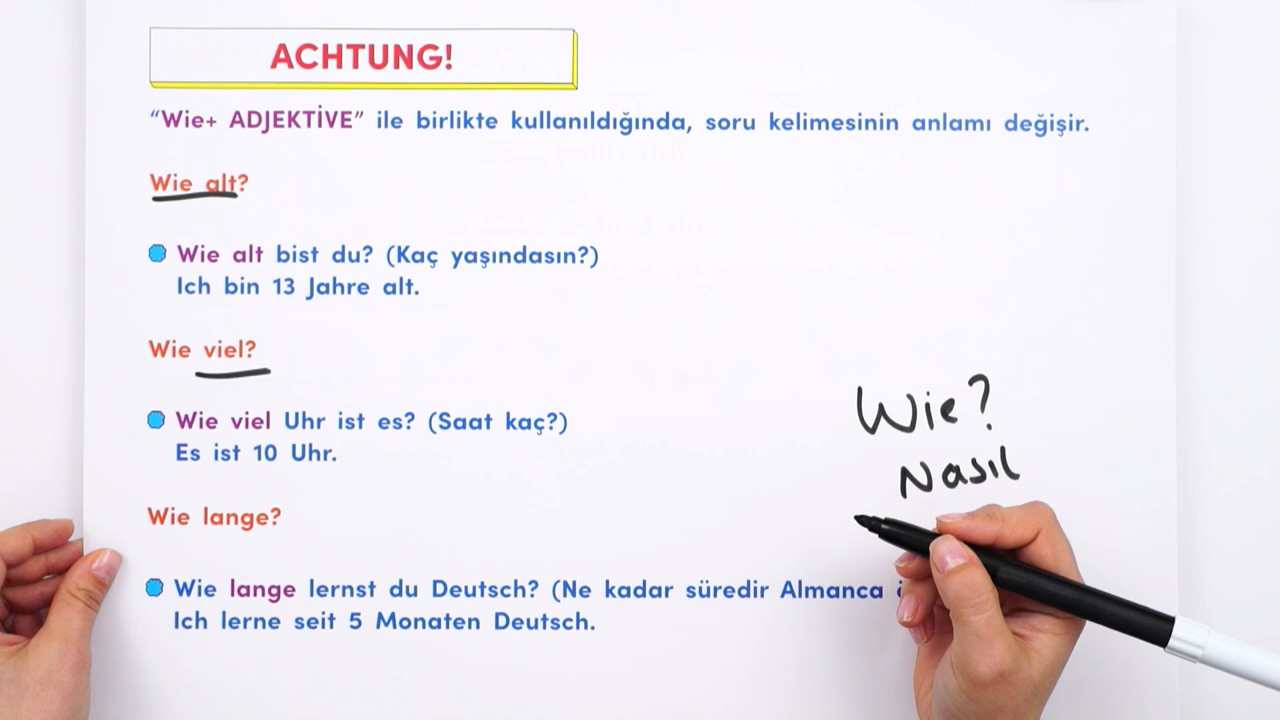 ACHTUNG!
“Wie+ ADJEKTİVE” ile birlikte kullanıldığında, soru kelimesinin anlamı değişir.
Wie alt?
Wie alt bist du? (Kaç yaşındasın?)
Ich bin 13 Jahre alt.
Wie viel?
Wie viel Uhr ist es? (Saat kaç?)
Es ist 10 Uhr.
Wie?
Nasıl
Wie lange?
Wie lange lernst du Deutsch? (Ne kadar süredir Almanca
Ich lerne seit 5 Monaten Deutsch.